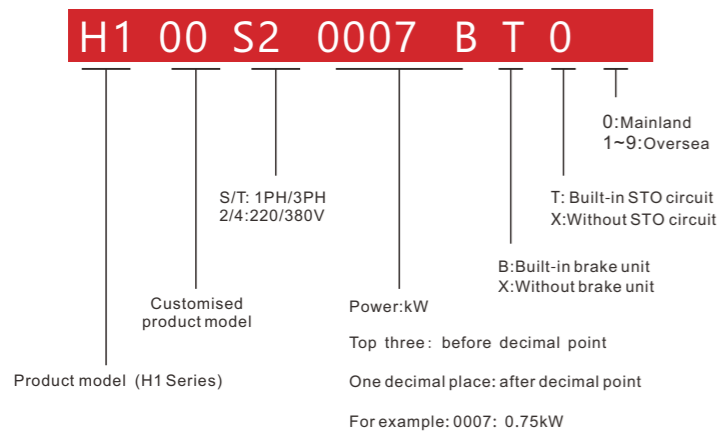 H1 00 S2 0007 B T 0
0:Mainland
1~9:Oversea
S/T: 1PH/3PH
2/4:220/380V
T: Built-in STO circuit
X:Without STO circuit
B:Built-in brake unit
X:Without brake unit
Customised
product model
Power:kW
Top three: before decimal point
Product model (H1 Series)
One decimal place: after decimal point
For example: 0007: 0.75kW